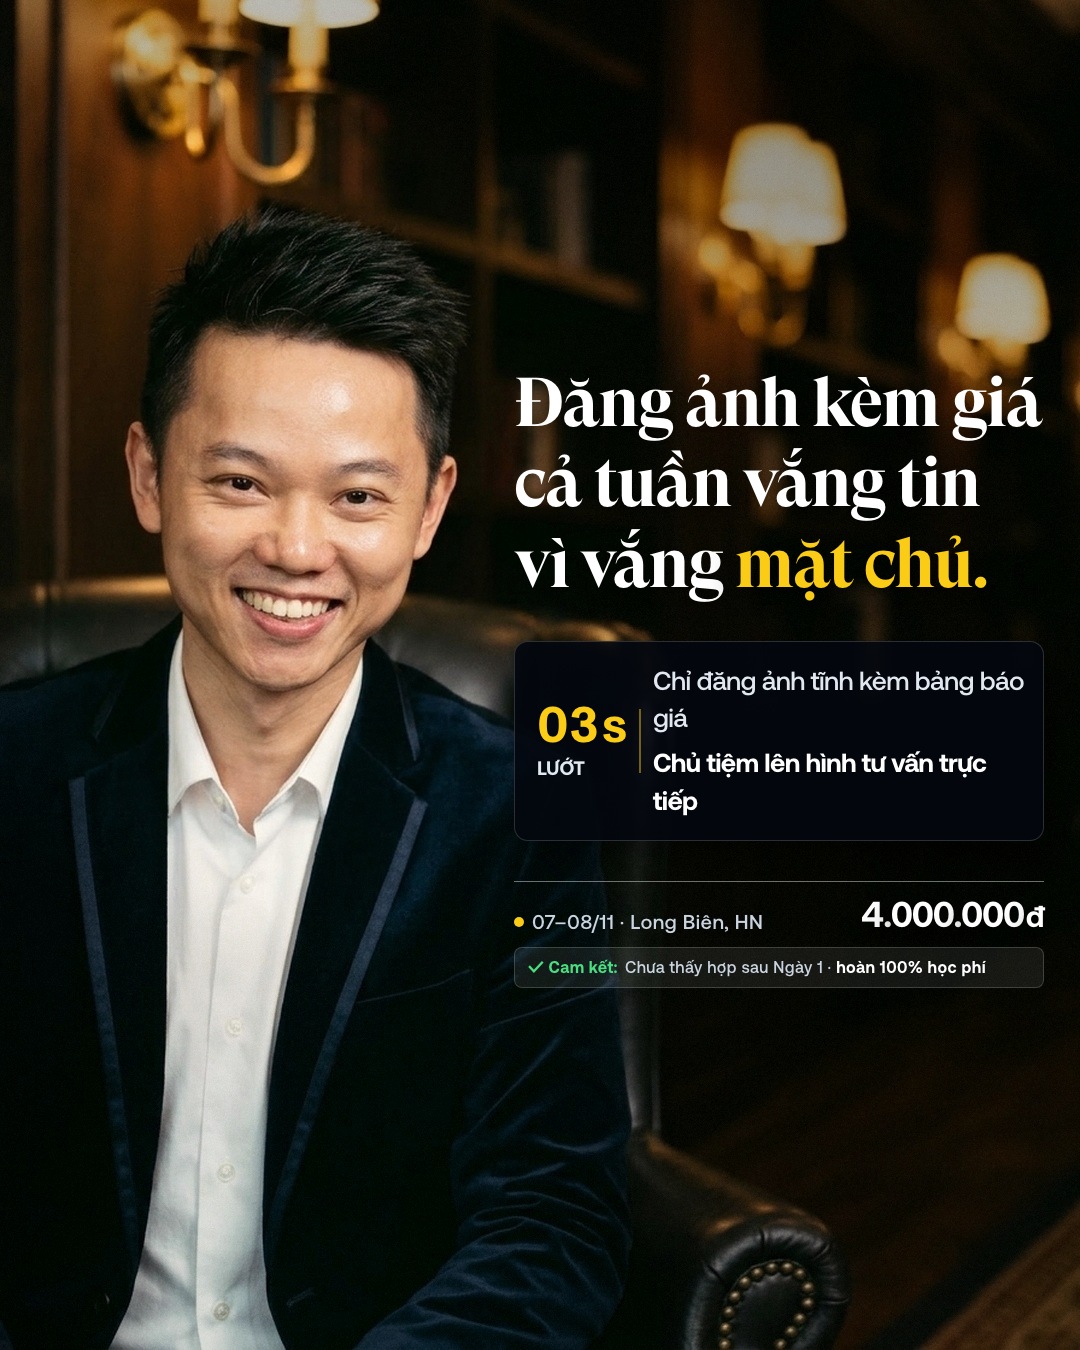 Đăng ảnh kèm giá
cả tuần vắng tin
vì vắng mặt chủ.
03s
LƯỚT
Chỉ đăng ảnh tĩnh kèm bảng báo
giá
Chủ tiệm lên hình tư vấn trực
tiếp
07–08/11 · Long Biên, HN
4.000.000đ
✓ Cam kết: Chưa thấy hợp sau Ngày 1 · hoàn 100% học phí